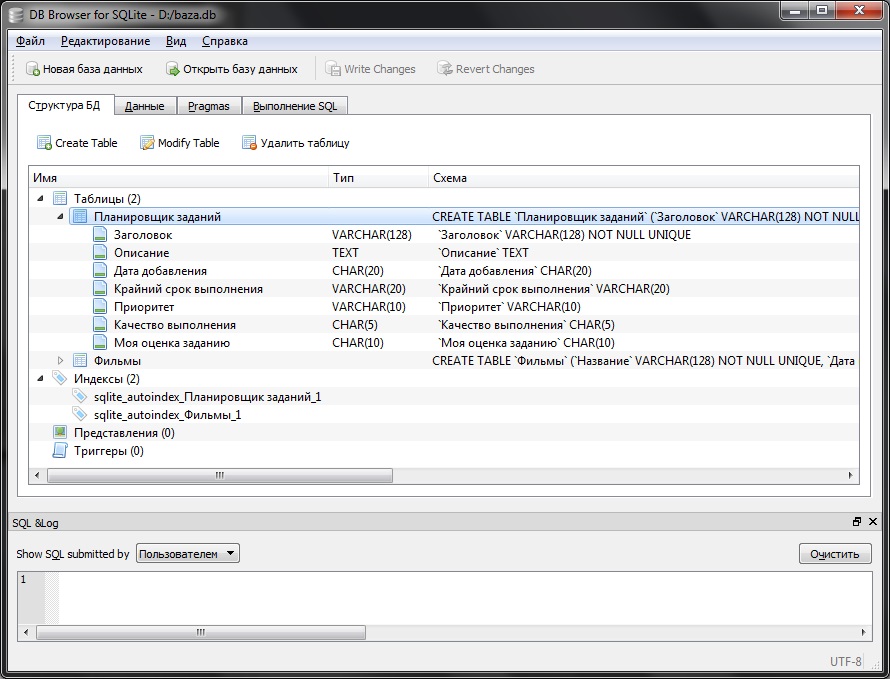 DB Browser for SQLite - D:/baza.db
Файл Редактирование Вид Справка
Новая база данных Открыть базу данных Write Changes Revert Changes
Структура БД Данные Pragmas Выполнение SQL
Create Table Modify Table Удалить таблицу
Имя Тип Схема
Таблицы (2)
Планировщик заданий CREATE TABLE `Планировщик заданий` (`Заголовок` VARCHAR(128) NOT NULL
Заголовок VARCHAR(128) `Заголовок` VARCHAR(128) NOT NULL UNIQUE
Описание TEXT `Описание` TEXT
Дата добавления CHAR(20) `Дата добавления` CHAR(20)
Крайний срок выполнения VARCHAR(20) `Крайний срок выполнения` VARCHAR(20)
Приоритет VARCHAR(10) `Приоритет` VARCHAR(10)
Качество выполнения CHAR(5) `Качество выполнения` CHAR(5)
Моя оценка заданию CHAR(10) `Моя оценка заданию` CHAR(10)
Фильмы CREATE TABLE `Фильмы` (`Название` VARCHAR(128) NOT NULL UNIQUE, `Дата
Индексы (2)
sqlite_autoindex_Планировщик заданий_1
sqlite_autoindex_Фильмы_1
Представления (0)
Триггеры (0)
SQL &Log
Show SQL submitted by Пользователем Очистить
1
UTF-8